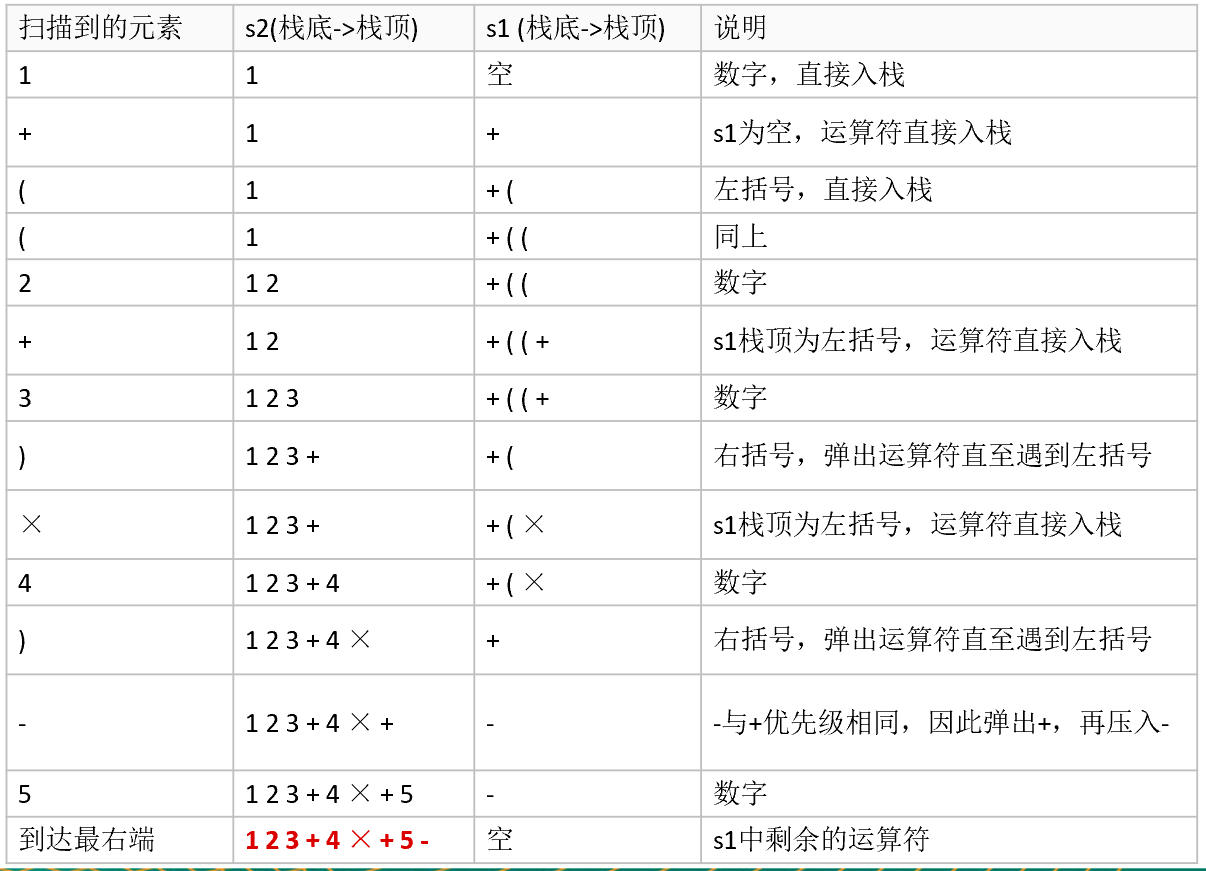 扫描到的元素 s2(栈底->栈顶) s1 (栈底->栈顶) 说明
1 1 空 数字，直接入栈
+ 1 + s1为空，运算符直接入栈
( 1 + ( 左括号，直接入栈
( 1 + ( ( 同上
2 1 2 + ( ( 数字
+ 1 2 + ( ( + s1栈顶为左括号，运算符直接入栈
3 1 2 3 + ( ( + 数字
) 1 2 3 + + ( 右括号，弹出运算符直至遇到左括号
× 1 2 3 + + ( × s1栈顶为左括号，运算符直接入栈
4 1 2 3 + 4 + ( × 数字
) 1 2 3 + 4 × + 右括号，弹出运算符直至遇到左括号
- 1 2 3 + 4 × + - -与+优先级相同，因此弹出+，再压入-
5 1 2 3 + 4 × + 5 - 数字
到达最右端 1 2 3 + 4 × + 5 - 空 s1中剩余的运算符